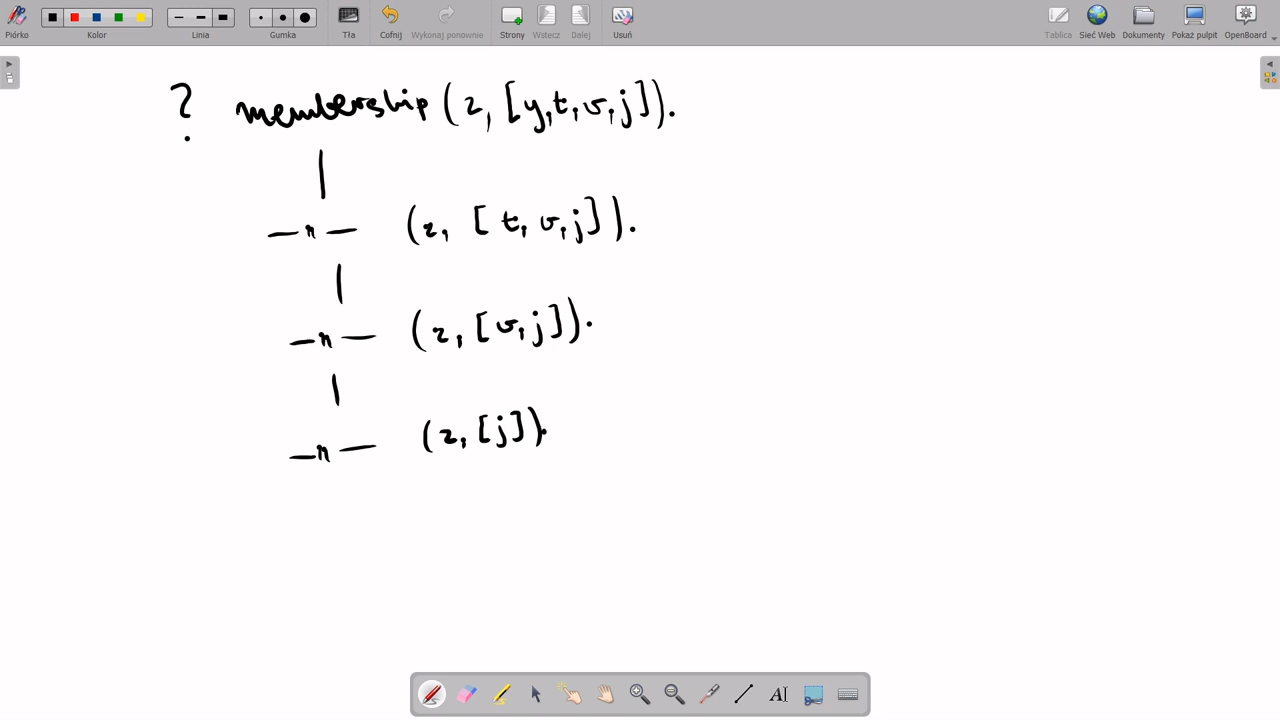 Piórko Kolor Linia Gumka Tła Cofnij Wykonaj ponownie Strony Wstecz Dalej Usuń Tablica Sieć Web Dokumenty Pokaż pulpit OpenBoard
? membership (z, [y,t,v,j]).
—"— (z, [t,v,j]).
—"— (z, [v,j]).
—"— (z, [j]).
AI